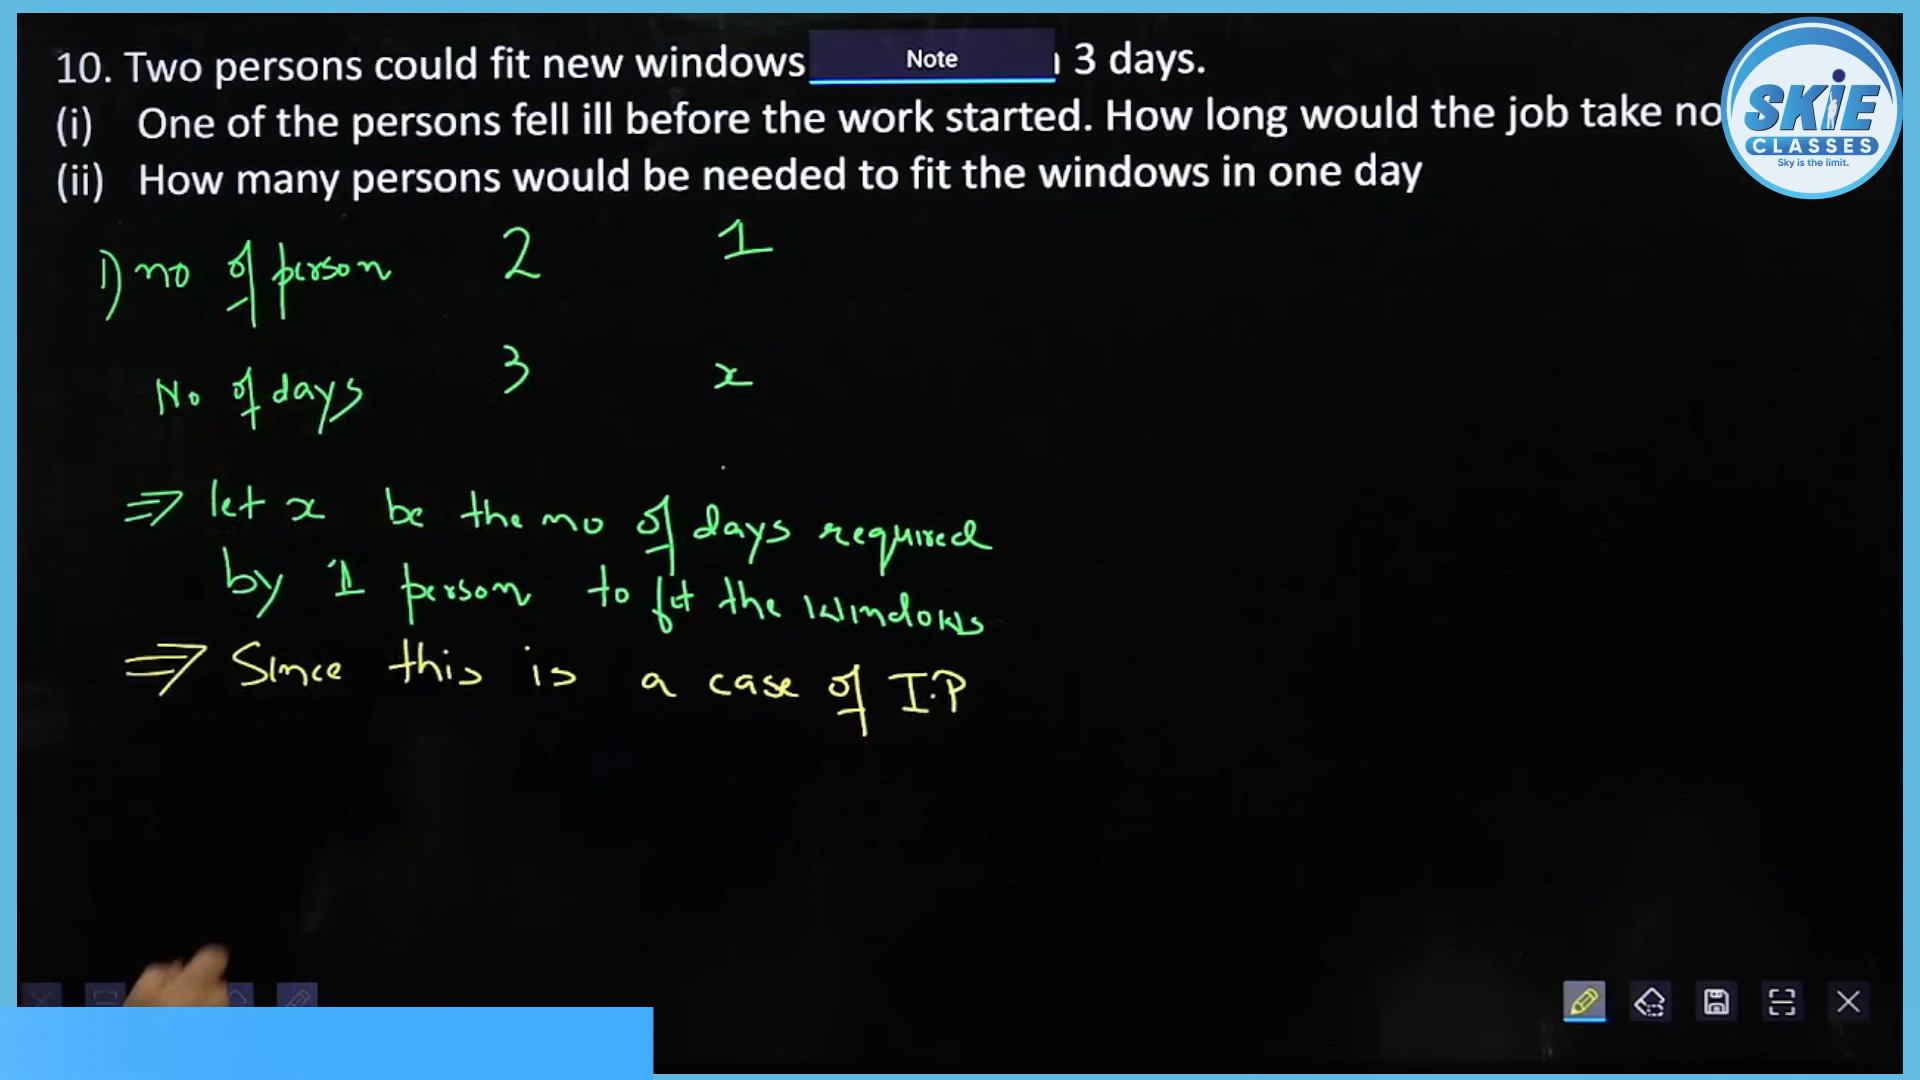 10. Two persons could fit new windows 3 days.
Note
(i) One of the persons fell ill before the work started. How long would the job take no
(ii) How many persons would be needed to fit the windows in one day
SKIE
CLASSES
Sky is the limit.
1) no of person 2 1
No of days 3 x
⇒ let x be the no of days required
by 1 person to fit the windows
⇒ Since this is a case of I.P